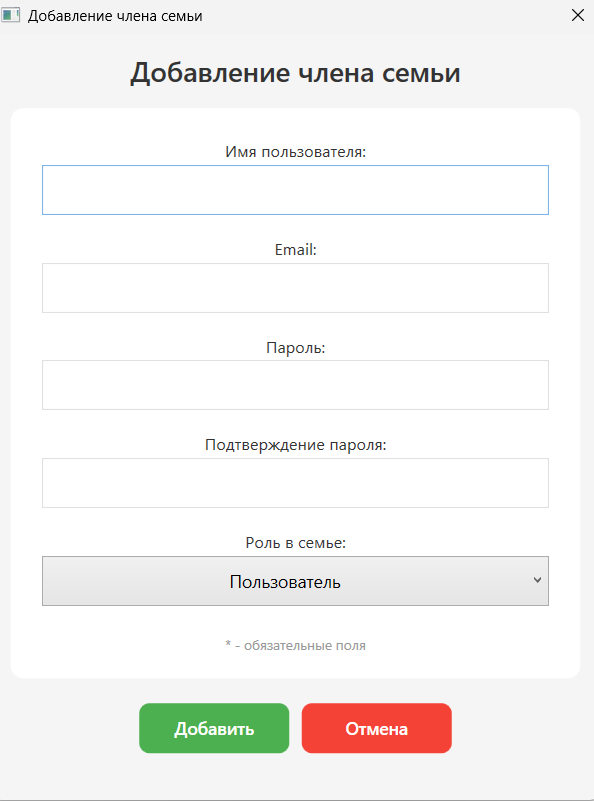 Добавление члена семьи
Добавление члена семьи
Имя пользователя:
Email:
Пароль:
Подтверждение пароля:
Роль в семье:
Пользователь
* - обязательные поля
Добавить
Отмена